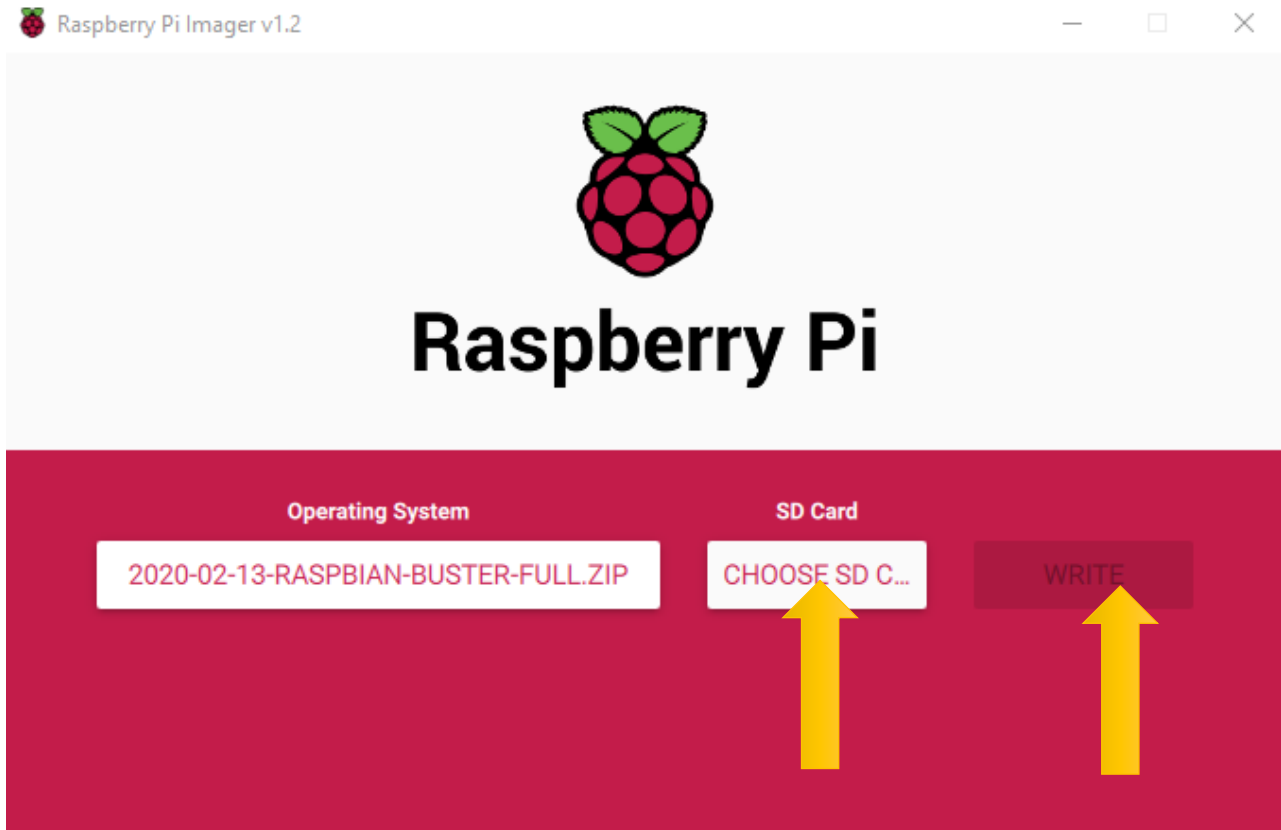 Raspberry Pi Imager v1.2
Raspberry Pi
Operating System
SD Card
2020-02-13-RASPBIAN-BUSTER-FULL.ZIP
CHOOSE SD C...
WRITE